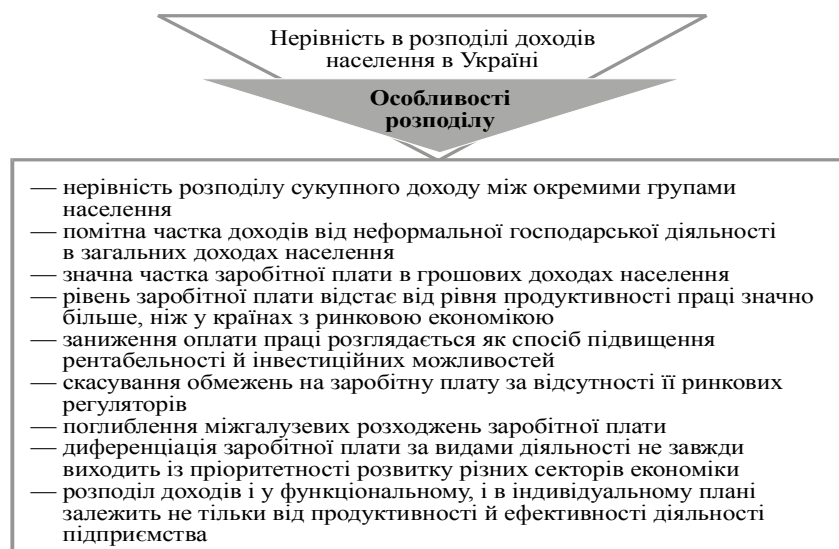 Нерівність в розподілі доходів
населення в Україні
Особливості
розподілу
— нерівність розподілу сукупного доходу між окремими групами
населення
— помітна частка доходів від неформальної господарської діяльності
в загальних доходах населення
— значна частка заробітної плати в грошових доходах населення
— рівень заробітної плати відстає від рівня продуктивності праці значно
більше, ніж у країнах з ринковою економікою
— заниження оплати праці розглядається як спосіб підвищення
рентабельності й інвестиційних можливостей
— скасування обмежень на заробітну плату за відсутності її ринкових
регуляторів
— поглиблення міжгалузевих розходжень заробітної плати
— диференціація заробітної плати за видами діяльності не завжди
виходить із пріоритетності розвитку різних секторів економіки
— розподіл доходів і у функціональному, і в індивідуальному плані
залежить не тільки від продуктивності й ефективності діяльності
підприємства